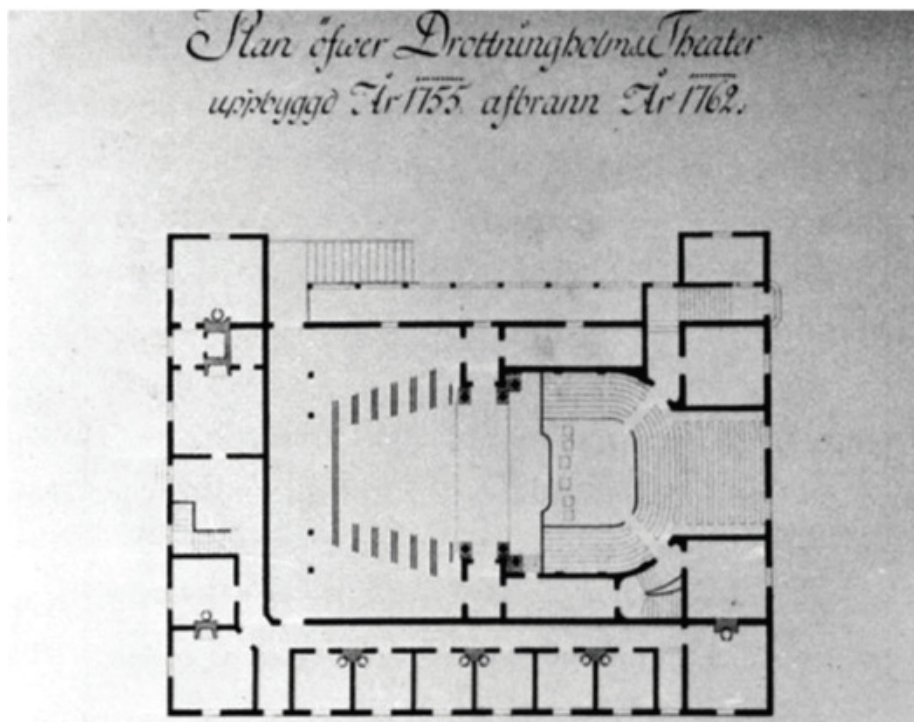 Plan öfwer Drottningholms Theater
uppbyggd År 1755. afbrann År 1762.